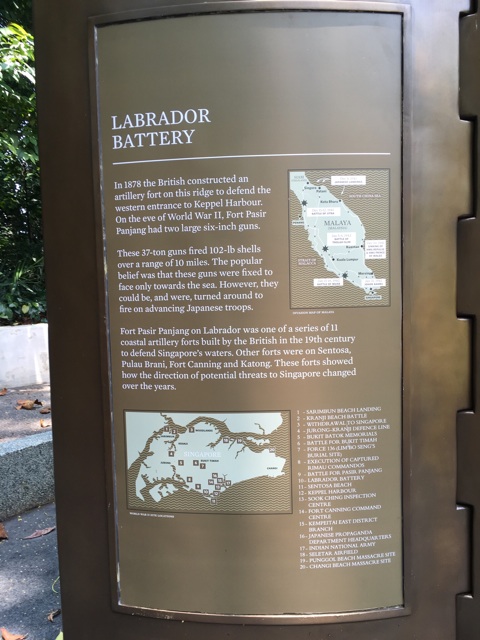 LABRADOR
BATTERY
In 1878 the British constructed an
artillery fort on this ridge to defend the
western entrance to Keppel Harbour.
On the eve of World War II, Fort Pasir
Panjang had two large six-inch guns.
These 37-ton guns fired 102-lb shells
over a range of 10 miles. The popular
belief was that these guns were fixed to
face only towards the sea. However, they
could be, and were, turned around to
fire on advancing Japanese troops.
MALAYA
Kuala Lumpur
Fort Pasir Panjang on Labrador was one of a series of 11
coastal artillery forts built by the British in the 19th century
to defend Singapore's waters. Other forts were on Sentosa,
Pulau Brani, Fort Canning and Katong. These forts showed
how the direction of potential threats to Singapore changed
over the years.
SINGAPORE
1 - SARIMBUN BEACH LANDING
2 - KRANJI BEACH BATTLE
3 - WITHDRAWAL TO SINGAPORE
4 - JURONG-KRANJI DEFENCE LINE
5 - BUKIT BATOK MEMORIALS
6 - BATTLE FOR BUKIT TIMAH
7 - FORCE 136 (LIM BO SENG'S
BURIAL SITE)
8 - EXECUTION OF CAPTURED
RIMAU COMMANDOS
9 - BATTLE FOR PASIR PANJANG
10 - LABRADOR BATTERY
11 - SENTOSA BEACH
12 - KEPPEL HARBOUR
13 - SOOK CHING INSPECTION
CENTRE
14 - FORT CANNING COMMAND
CENTRE
15 - KEMPEITAI EAST DISTRICT
BRANCH
16 - JAPANESE PROPAGANDA
DEPARTMENT HEADQUARTERS
17 - INDIAN NATIONAL ARMY
18 - SELETAR AIRFIELD
19 - PUNGGOL BEACH MASSACRE SITE
20 - CHANGI BEACH MASSACRE SITE